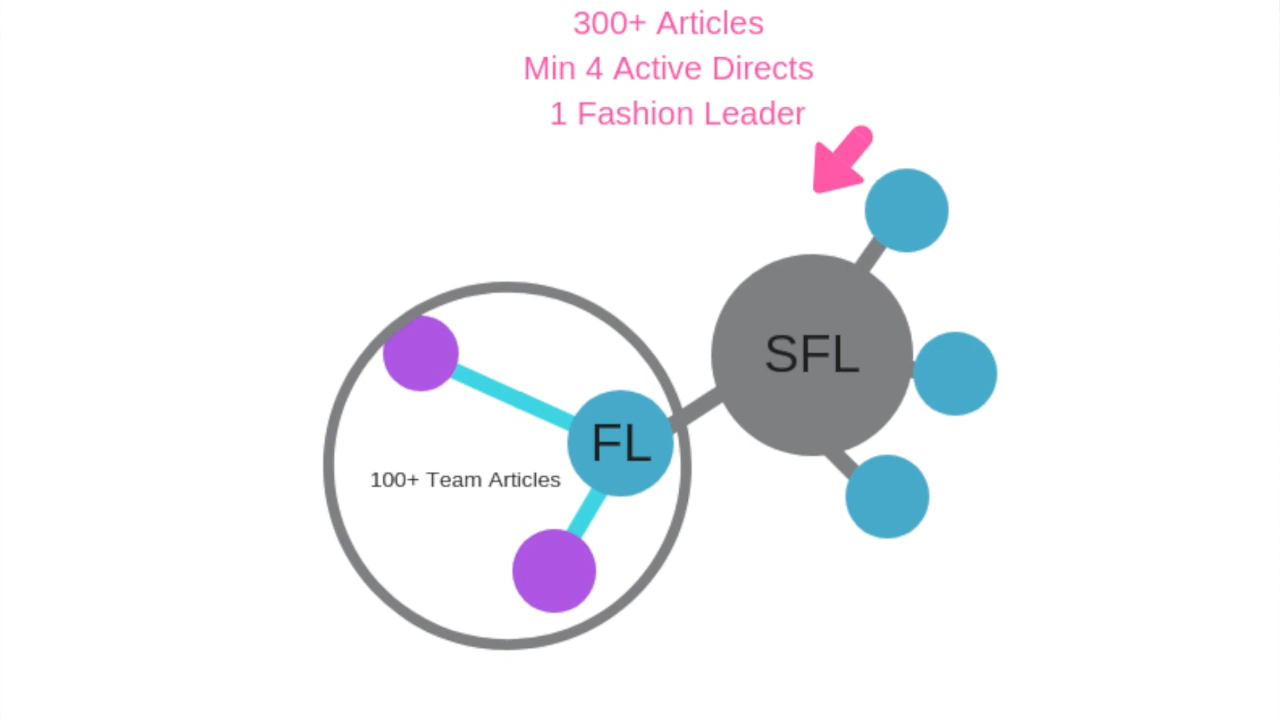 300+ Articles
Min 4 Active Directs
1 Fashion Leader
SFL
FL
100+ Team Articles